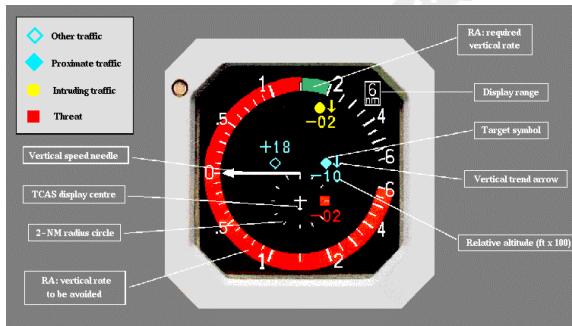 Other traffic
Proximate traffic
Intruding traffic
Threat
RA: required
vertical rate
Display range
Target symbol
Vertical trend arrow
Relative altitude (ft x 100)
Vertical speed needle
TCAS display centre
2-NM radius circle
RA: vertical rate
to be avoided
.5
1
2
4
6
6
nm
-02
+18
-10
0
-02
6
.5
1
2
4